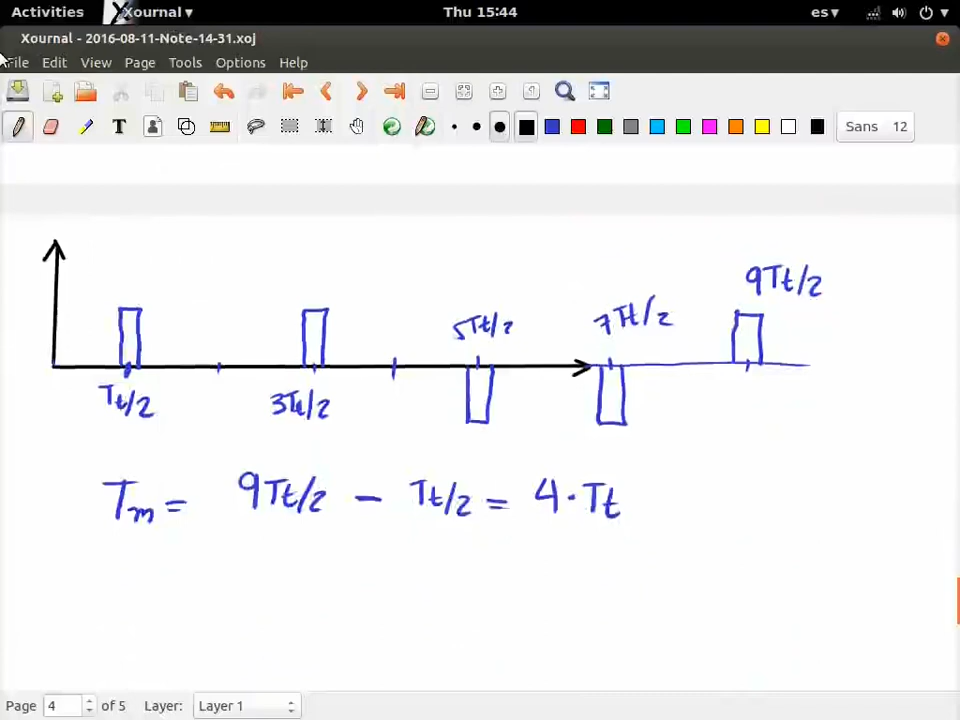 Activities Xournal ▾ Thu 15:44 es ▾
Xournal - 2016-08-11-Note-14-31.xoj
File Edit View Page Tools Options Help
T Sans 12
9Tt/2
5Tt/2 7Tt/2
Tt/2 3Tt/2
Tm = 9Tt/2 - Tt/2 = 4·Tt
Page 4 of 5 Layer: Layer 1